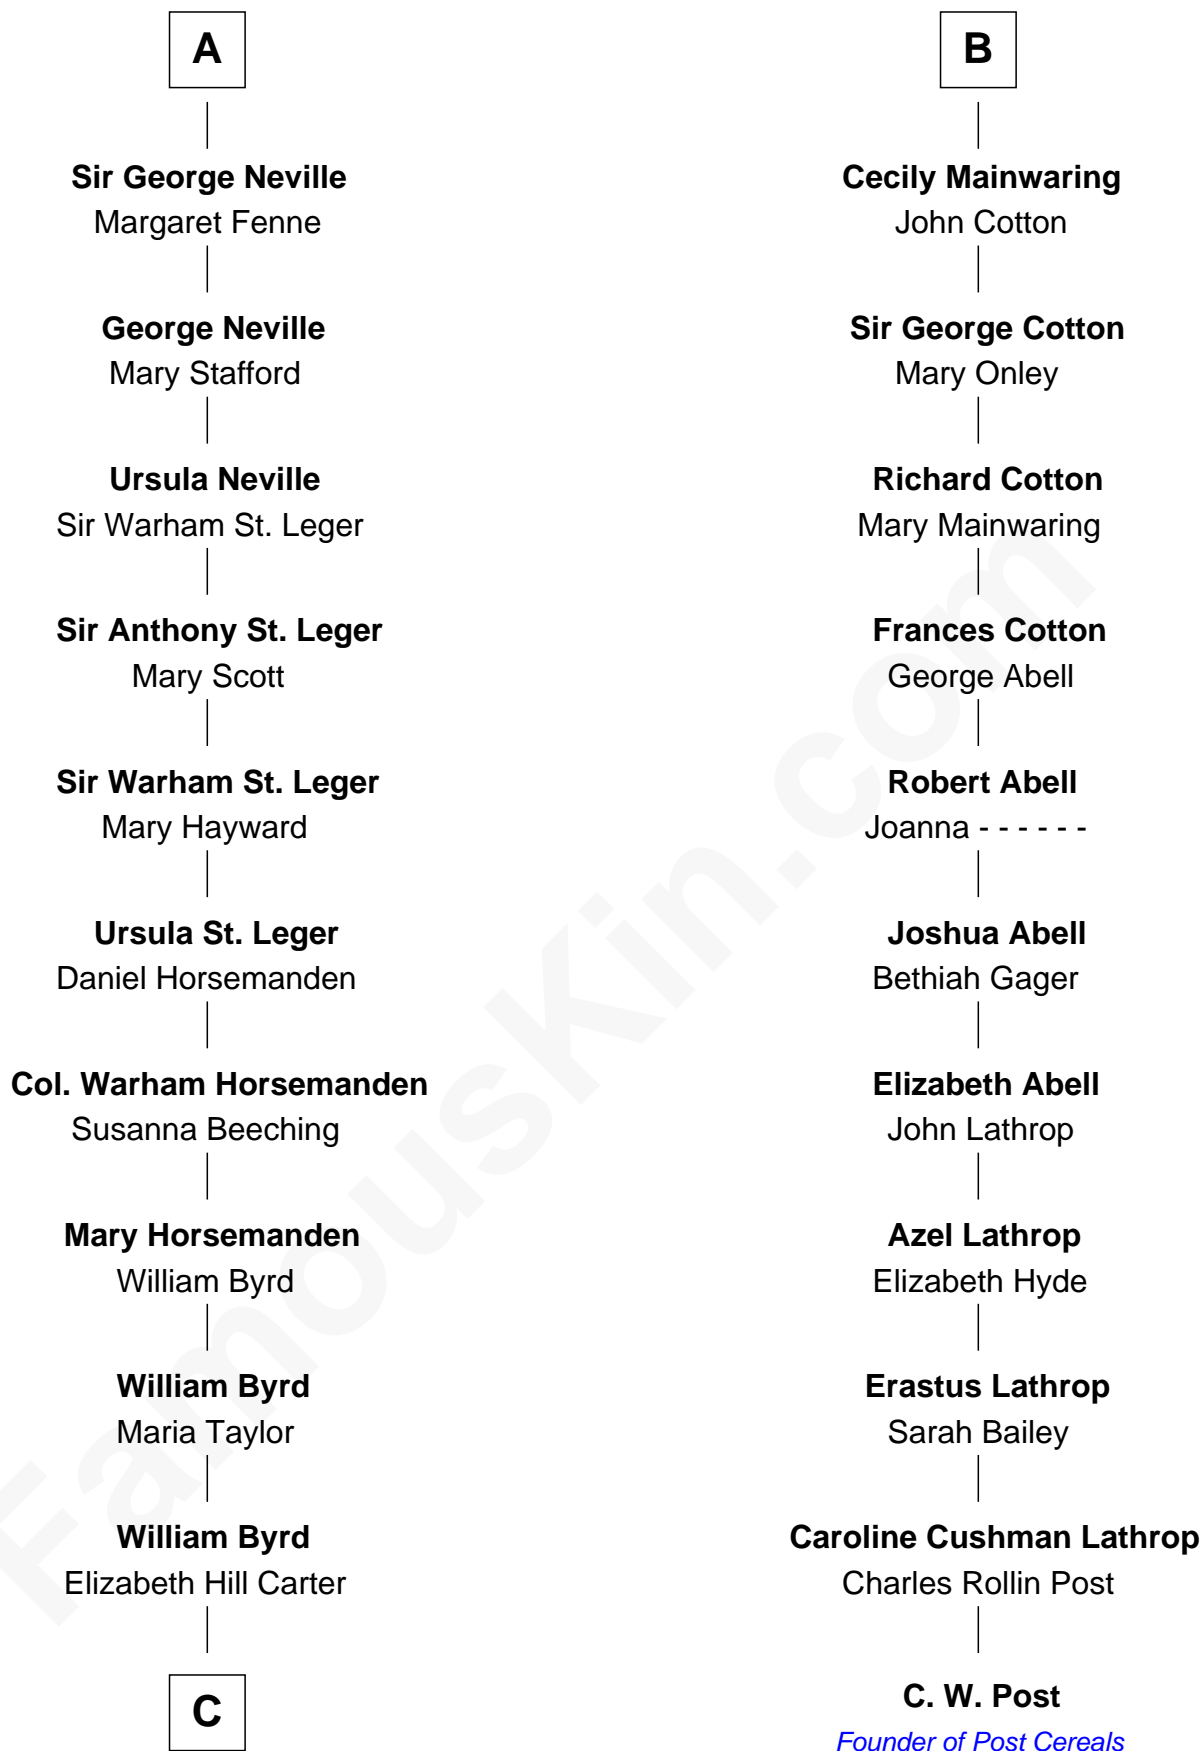 A
Sir George Neville
Margaret Fenne
George Neville
Mary Stafford
Ursula Neville
Sir Warham St. Leger
Sir Anthony St. Leger
Mary Scott
Sir Warham St. Leger
Mary Hayward
Ursula St. Leger
Daniel Horsemanden
Col. Warham Horsemanden
Susanna Beeching
Mary Horsemanden
William Byrd
William Byrd
Maria Taylor
William Byrd
Elizabeth Hill Carter
C
B
Cecily Mainwaring
John Cotton
Sir George Cotton
Mary Onley
Richard Cotton
Mary Mainwaring
Frances Cotton
George Abell
Robert Abell
Joanna - - - - - -
Joshua Abell
Bethiah Gager
Elizabeth Abell
John Lathrop
Azel Lathrop
Elizabeth Hyde
Erastus Lathrop
Sarah Bailey
Caroline Cushman Lathrop
Charles Rollin Post
C. W. Post
Founder of Post Cereals
FamousKin.com